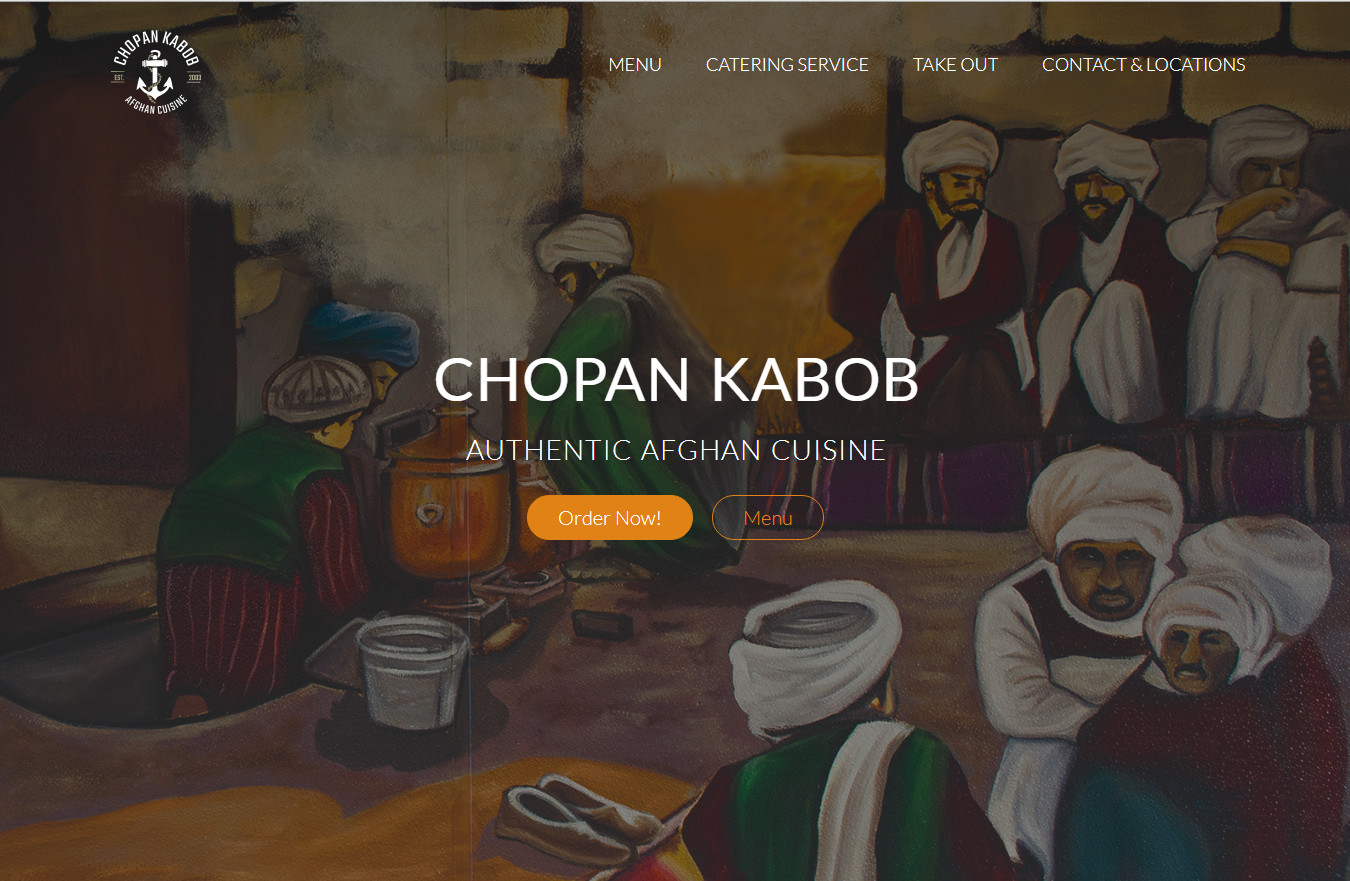 CHOPAN KABOB
EST. 2003
AFGHAN CUISINE
MENU CATERING SERVICE TAKE OUT CONTACT & LOCATIONS
CHOPAN KABOB
AUTHENTIC AFGHAN CUISINE
Order Now! Menu